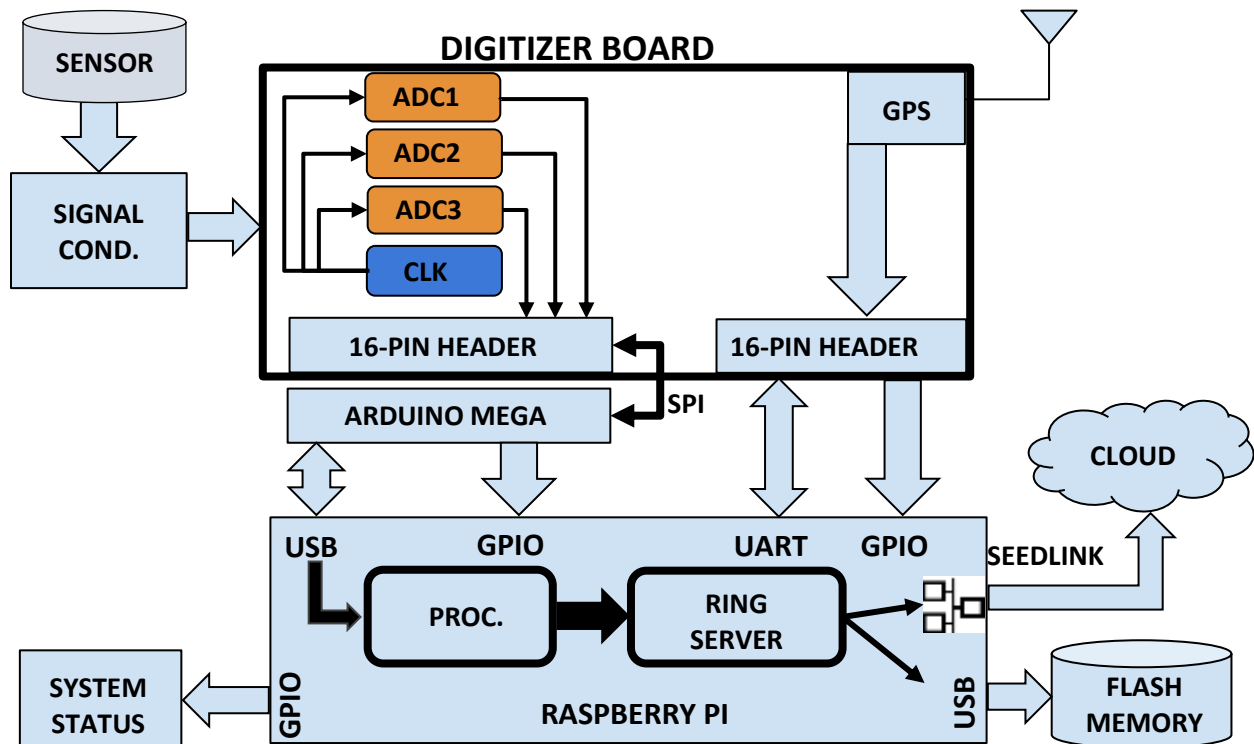 DIGITIZER BOARD
SENSOR
ADC1
GPS
ADC2
SIGNAL
COND.
ADC3
CLK
16-PIN HEADER
16-PIN HEADER
SPI
ARDUINO MEGA
CLOUD
USB
GPIO
UART
GPIO
SEEDLINK
PROC.
RING
SERVER
SYSTEM
STATUS
GPIO
RASPBERRY PI
USB
FLASH
MEMORY